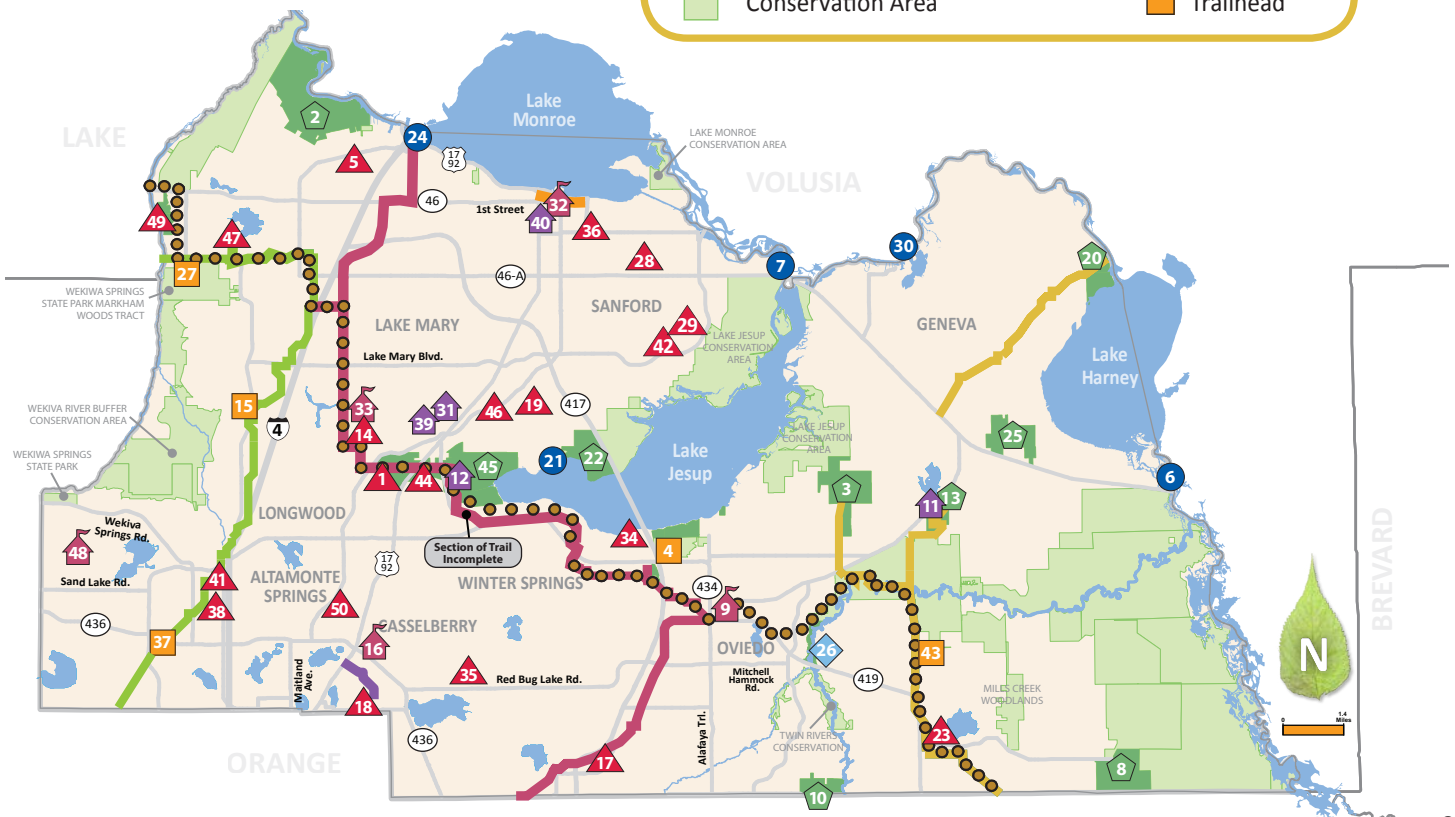 Conservation Area
Trailhead
LAKE
2
24
Lake
Monroe
17
92
5
LAKE MONROE
CONSERVATION AREA
VOLUSIA
46
1st Street
32
40
36
49
47
27
28
46-A
7
30
20
WEKIWA SPRINGS
STATE PARK MARKHAM
WOODS TRACT
SANFORD
LAKE MARY
29
42
GENEVA
LAKE JESUP
CONSERVATION
AREA
Lake Mary Blvd.
Lake
Harney
15
WEKIVA RIVER BUFFER
CONSERVATION AREA
4
33
14
39
31
46
19
417
LAKE JESUP
CONSERVATION
AREA
25
WEKIWA SPRINGS
STATE PARK
1
44
12
45
21
22
Lake
Jesup
3
11
13
6
LONGWOOD
Wekiva
Springs Rd.
48
Section of Trail
Incomplete
34
4
17
92
BREVARD
Sand Lake Rd.
41
ALTAMONTE
SPRINGS
WINTER SPRINGS
434
9
38
50
436
37
16
CASSELBERRY
OVIEDO
26
43
N
Maitland
Ave.
35
Red Bug Lake Rd.
Mitchell
Hammock
Rd.
419
MILLS CREEK
WOODLANDS
1.4
0
Miles
18
436
Alafaya Trl.
TWIN RIVERS
CONSERVATION
23
ORANGE
17
8
10